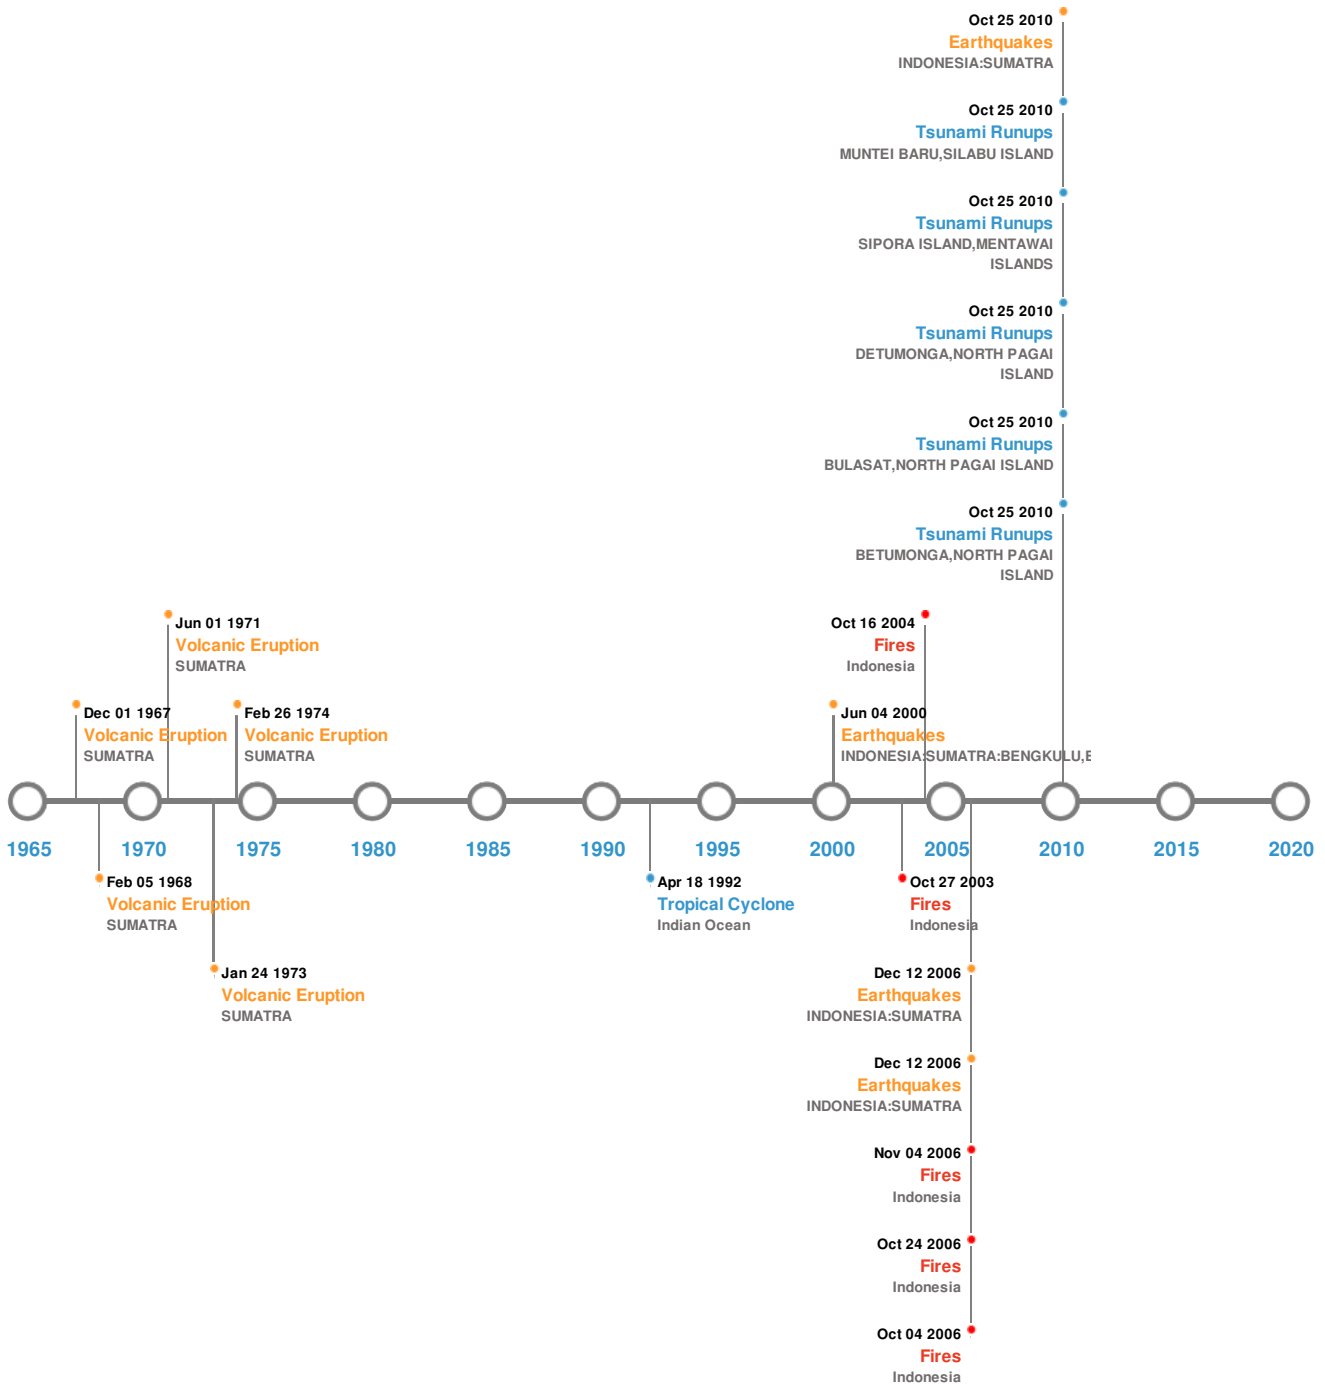 Oct 25 2010
Earthquakes
INDONESIA:SUMATRA
Oct 25 2010
Tsunami Runups
MUNTEI BARU,SILABU ISLAND
Oct 25 2010
Tsunami Runups
SIPORA ISLAND,MENTAWAI
ISLANDS
Oct 25 2010
Tsunami Runups
DETUMONGA,NORTH PAGAI
ISLAND
Oct 25 2010
Tsunami Runups
BULASAT,NORTH PAGAI ISLAND
Oct 25 2010
Tsunami Runups
BETUMONGA,NORTH PAGAI
ISLAND
Jun 01 1971
Volcanic Eruption
SUMATRA
Oct 16 2004
Fires
Indonesia
Dec 01 1967
Volcanic Eruption
SUMATRA
Feb 26 1974
Volcanic Eruption
SUMATRA
Jun 04 2000
Earthquakes
INDONESIA:SUMATRA:BENGKULU,E
1965 1970 1975 1980 1985 1990 1995 2000 2005 2010 2015 2020
Feb 05 1968
Volcanic Eruption
SUMATRA
Apr 18 1992
Tropical Cyclone
Indian Ocean
Oct 27 2003
Fires
Indonesia
Jan 24 1973
Volcanic Eruption
SUMATRA
Dec 12 2006
Earthquakes
INDONESIA:SUMATRA
Dec 12 2006
Earthquakes
INDONESIA:SUMATRA
Nov 04 2006
Fires
Indonesia
Oct 24 2006
Fires
Indonesia
Oct 04 2006
Fires
Indonesia